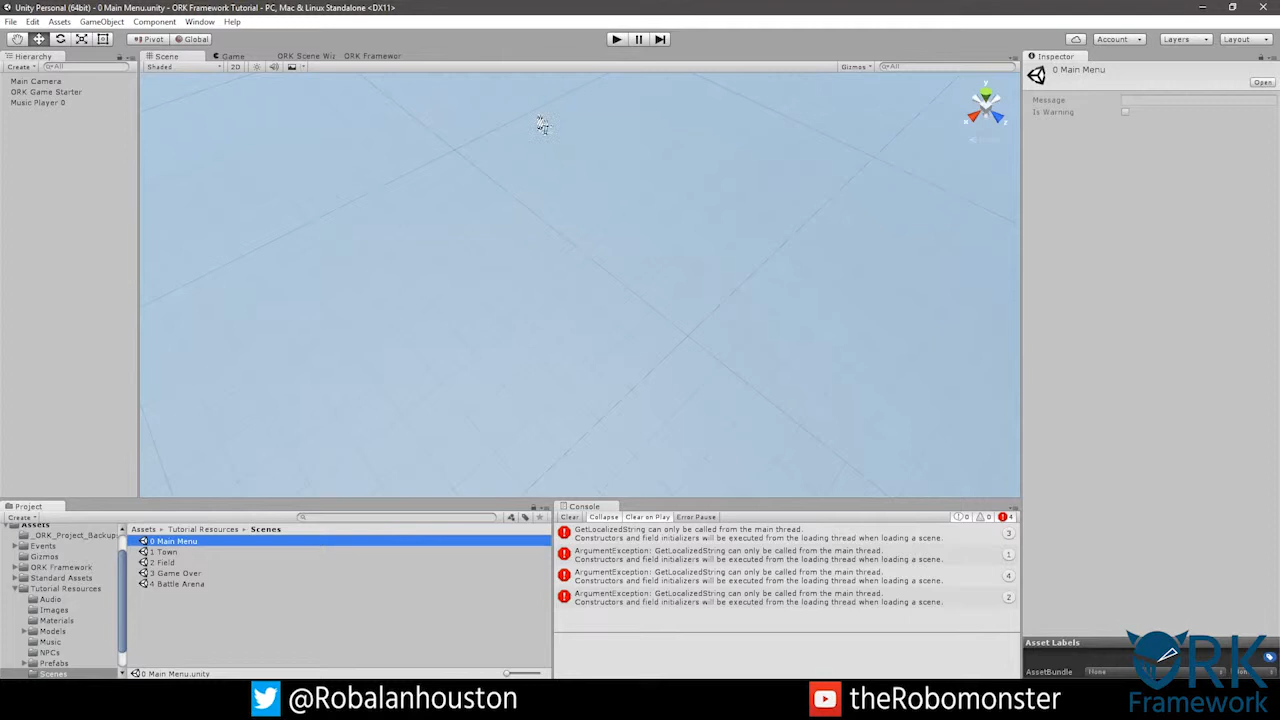 Unity Personal (64bit) - 0 Main Menu.unity - ORK Framework Tutorial - PC, Mac & Linux Standalone <DX11>
File Edit Assets GameObject Component Window Help
Pivot Global Account Layers Layout
Hierarchy Scene Game ORK Scene Wiz ORK Framewor Inspector
Create All Shaded 2D Gizmos All
0 Main Menu
Open
Main Camera
ORK Game Starter
Music Player 0
Message
Is Warning
y
Project
Console
Create
Clear Collapse Clear on Play Error Pause 0 0 4
Assets
_ORK_Project_Backup
Events
Gizmos
ORK Framework
Standard Assets
Tutorial Resources
Audio
Images
Materials
Models
Music
NPCs
Prefabs
Scenes
Assets Tutorial Resources Scenes
0 Main Menu
1 Town
2 Field
3 Game Over
4 Battle Arena
0 Main Menu.unity
GetLocalizedString can only be called from the main thread.
Constructors and field initializers will be executed from the loading thread when loading a scene.
3
ArgumentException: GetLocalizedString can only be called from the main thread.
Constructors and field initializers will be executed from the loading thread when loading a scene.
1
ArgumentException: GetLocalizedString can only be called from the main thread.
Constructors and field initializers will be executed from the loading thread when loading a scene.
4
ArgumentException: GetLocalizedString can only be called from the main thread.
Constructors and field initializers will be executed from the loading thread when loading a scene.
2
Asset Labels
AssetBundle None None
ORK
Framework
@Robalanhouston
theRobomonster